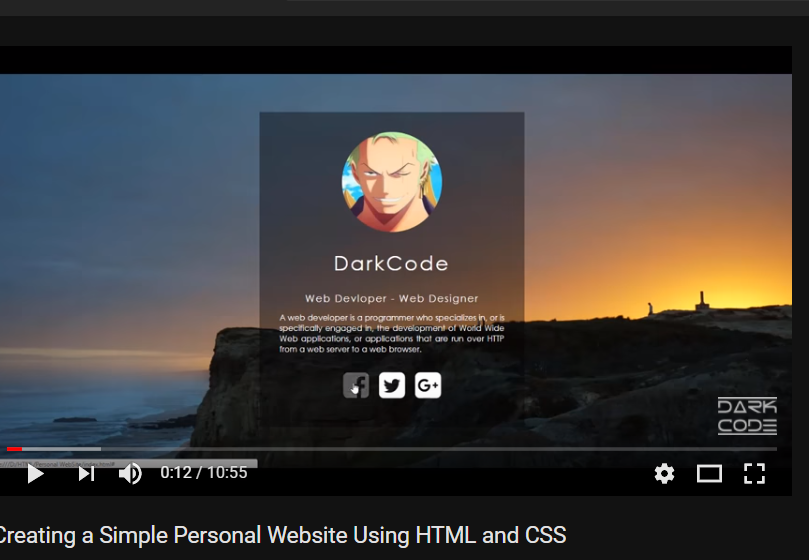 DarkCode
Web Devloper - Web Designer
A web developer is a programmer who specializes in, or is
specifically engaged in, the development of World Wide
Web applications, or applications that are run over HTTP
from a web server to a web browser.
f
G+
DARK
CODE
0:12 / 10:55
Creating a Simple Personal Website Using HTML and CSS